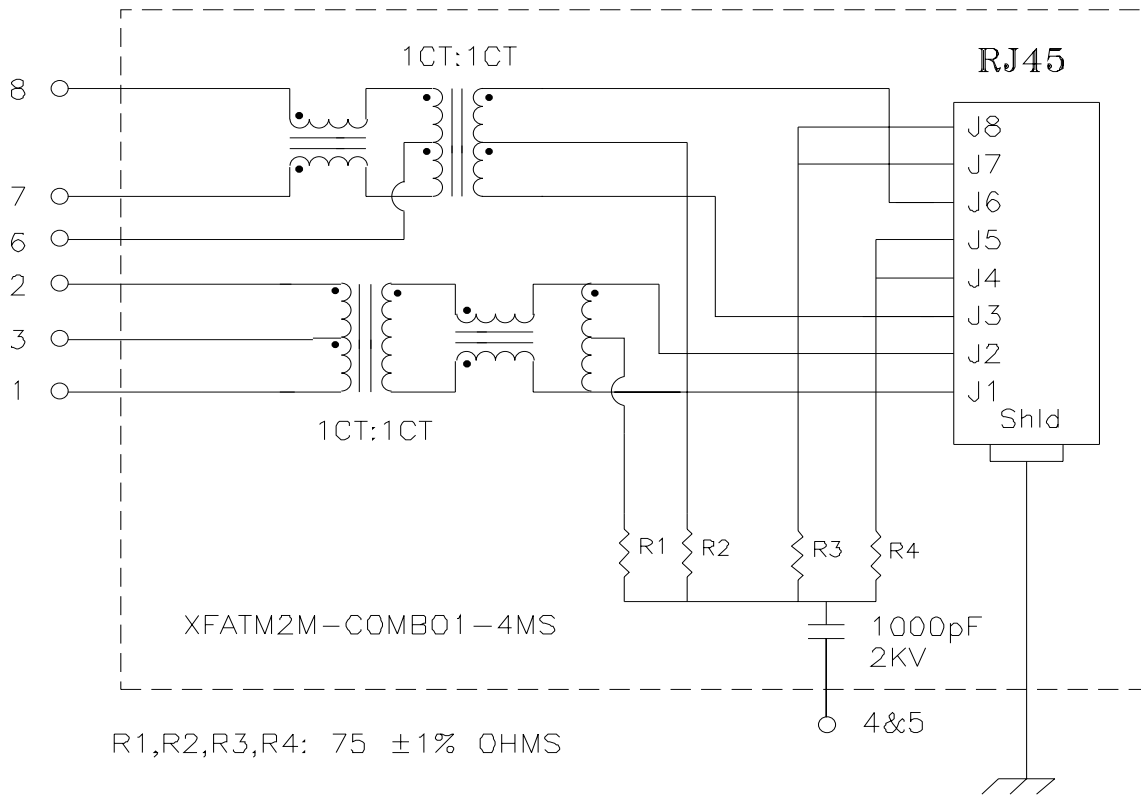 1CT:1CT
RJ45
8
7
6
2
3
1
J8
J7
J6
J5
J4
J3
J2
J1
Shld
1CT:1CT
R1
R2
R3
R4
XFATM2M-COMBO1-4MS
1000pF
2KV
4&5
R1,R2,R3,R4: 75 ±1% OHMS